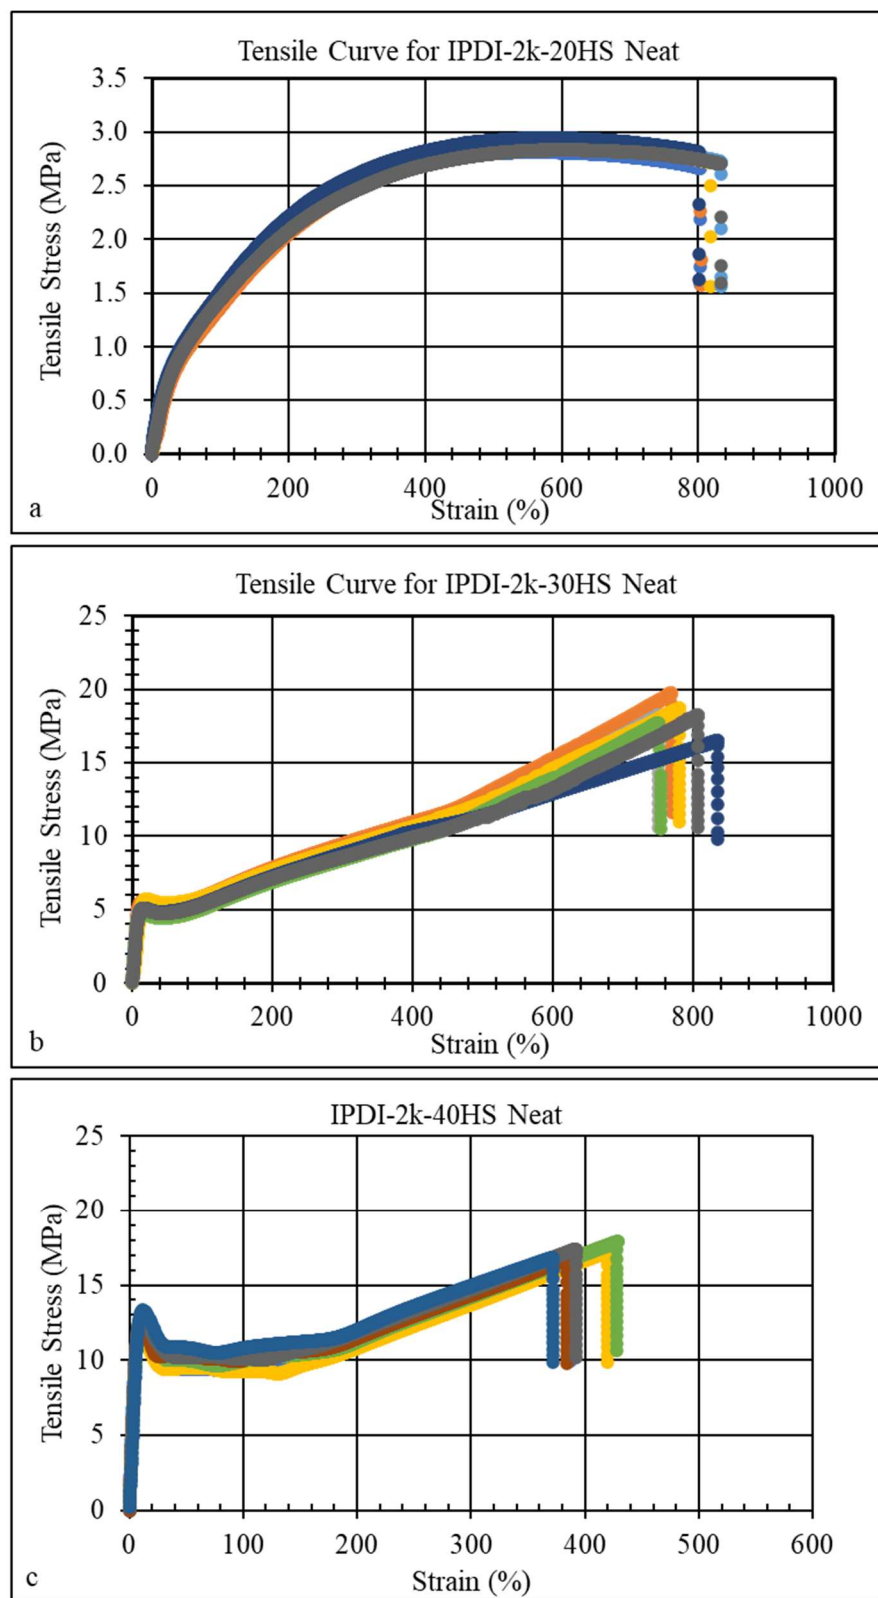 Tensile Curve for IPDI-2k-20HS Neat
Tensile Stress (MPa)
3.5
3.0
2.5
2.0
1.5
1.0
0.5
0.0
0 200 400 600 800 1000
Strain (%)
a
Tensile Curve for IPDI-2k-30HS Neat
Tensile Stress (MPa)
25
20
15
10
5
0
0 200 400 600 800 1000
Strain (%)
b
IPDI-2k-40HS Neat
Tensile Stress (MPa)
25
20
15
10
5
0
0 100 200 300 400 500 600
Strain (%)
c